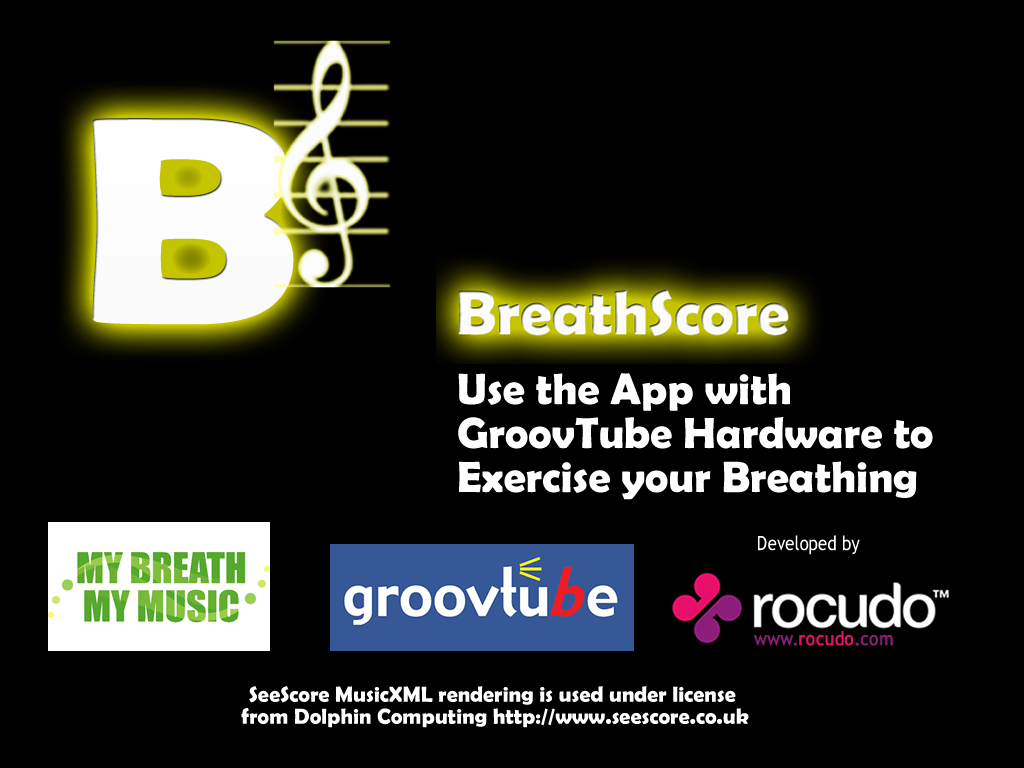 B
BreathScore
Use the App with
GroovTube Hardware to
Exercise your Breathing
MY BREATH
MY MUSIC
groovtube
Developed by
rocudo™
www.rocudo.com
SeeScore MusicXML rendering is used under license
from Dolphin Computing http://www.seescore.co.uk